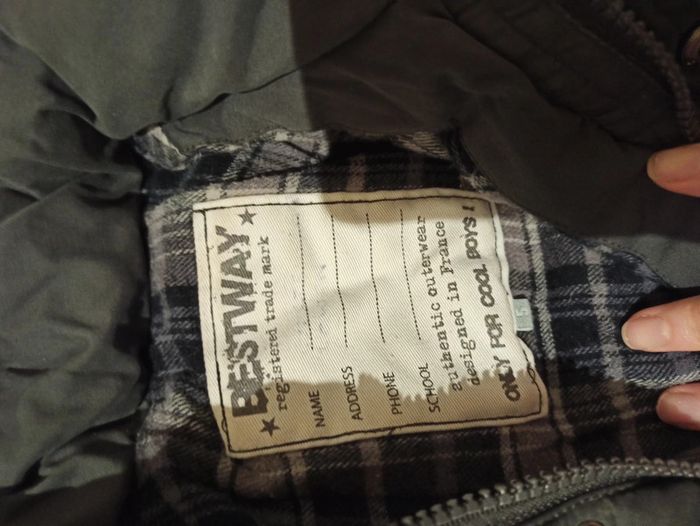 ★ BESTWAY ★
registered trade mark
NAME
ADDRESS
PHONE
SCHOOL
authentic outerwear
designed in France
ONLY FOR COOL BOYS !